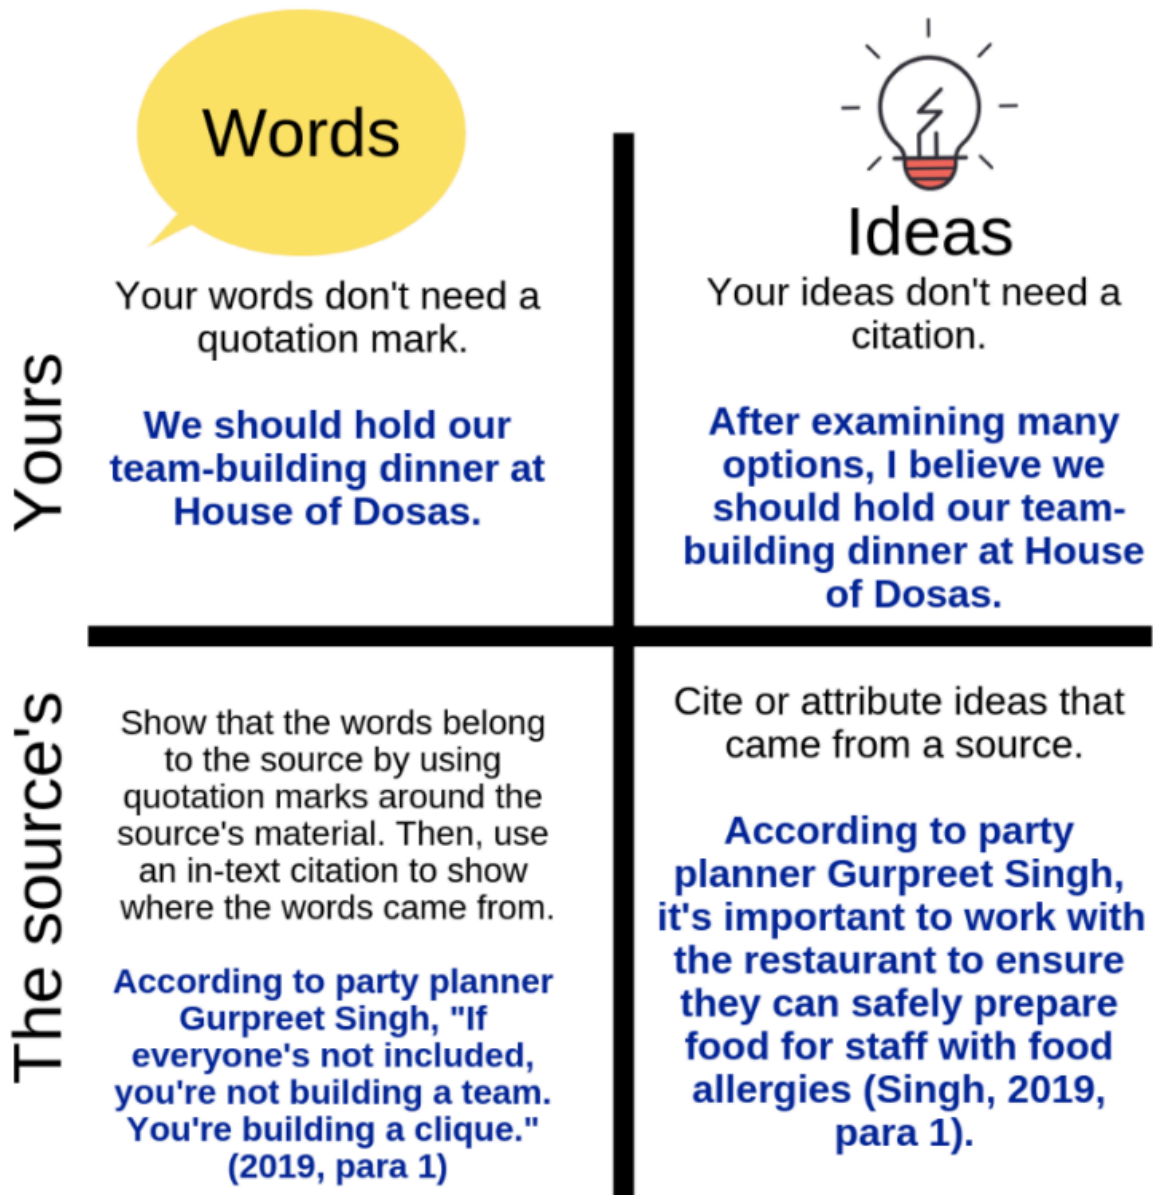 Words
Ideas
Yours
Your words don't need a
quotation mark.
We should hold our
team-building dinner at
House of Dosas.
Your ideas don't need a
citation.
After examining many
options, I believe we
should hold our team-
building dinner at House
of Dosas.
The source's
Show that the words belong
to the source by using
quotation marks around the
source's material. Then, use
an in-text citation to show
where the words came from.
According to party planner
Gurpreet Singh, "If
everyone's not included,
you're not building a team.
You're building a clique."
(2019, para 1)
Cite or attribute ideas that
came from a source.
According to party
planner Gurpreet Singh,
it's important to work with
the restaurant to ensure
they can safely prepare
food for staff with food
allergies (Singh, 2019,
para 1).